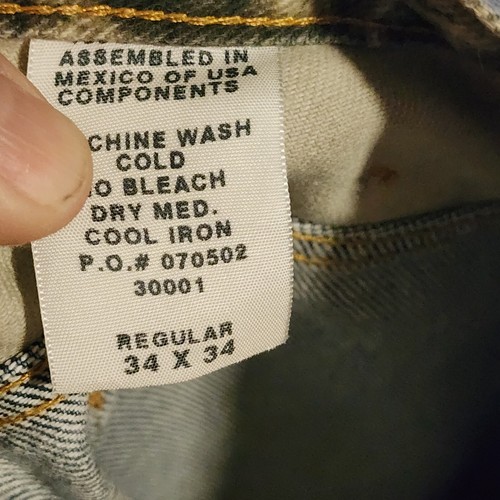 ASSEMBLED IN
MEXICO OF USA
COMPONENTS
CHINE WASH
COLD
O BLEACH
DRY MED.
COOL IRON
P.O.# 070502
30001
REGULAR
34 X 34